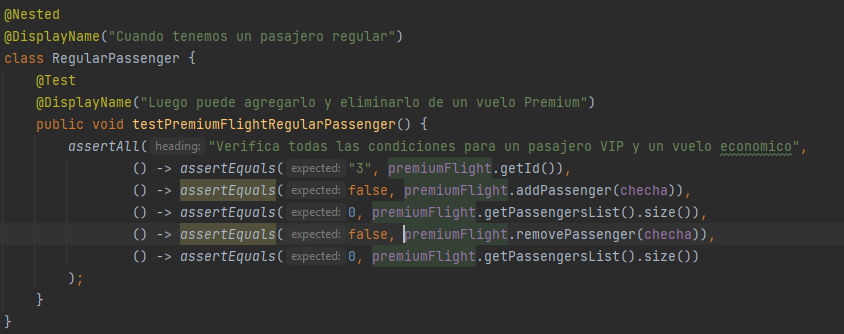 @Nested
@DisplayName("Cuando tenemos un pasajero regular")
class RegularPassenger {
@Test
@DisplayName("Luego puede agregarlo y eliminarlo de un vuelo Premium")
public void testPremiumFlightRegularPassenger() {
assertAll( heading: "Verifica todas las condiciones para un pasajero VIP y un vuelo economico",
() -> assertEquals( expected: "3", premiumFlight.getId()),
() -> assertEquals( expected: false, premiumFlight.addPassenger(checha)),
() -> assertEquals( expected: 0, premiumFlight.getPassengersList().size()),
() -> assertEquals( expected: false, premiumFlight.removePassenger(checha)),
() -> assertEquals( expected: 0, premiumFlight.getPassengersList().size())
);
}
}